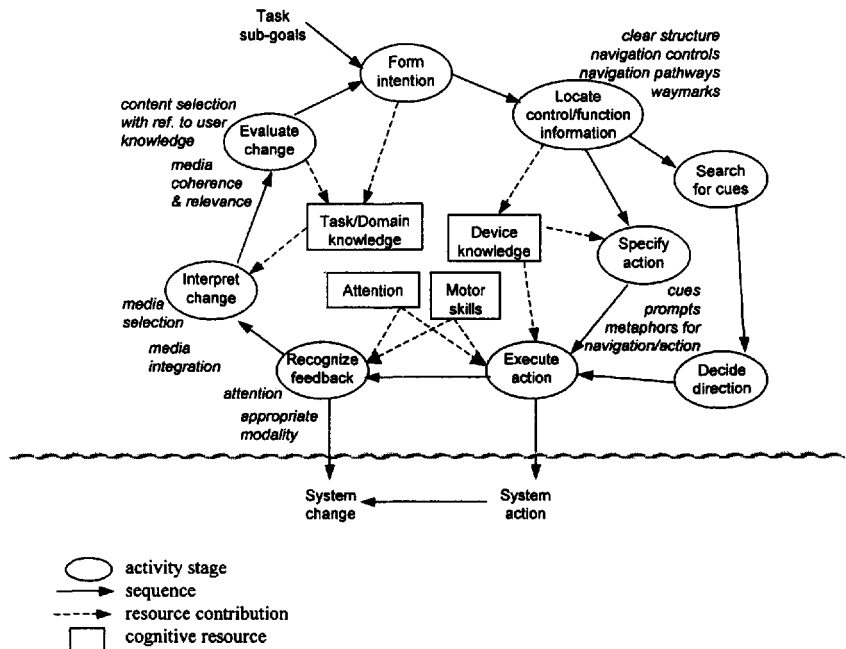 Task
sub-goals
Form
intention
clear structure
navigation controls
navigation pathways
waymarks
Locate
control/function
information
content selection
with ref. to user
knowledge
Evaluate
change
media
coherence
& relevance
Search
for cues
Task/Domain
knowledge
Device
knowledge
Specify
action
Interpret
change
Attention
Motor
skills
cues
prompts
metaphors for
navigation/action
media
selection
media
integration
Recognize
feedback
Execute
action
Decide
direction
attention
appropriate
modality
System
change
System
action
activity stage
sequence
resource contribution
cognitive resource